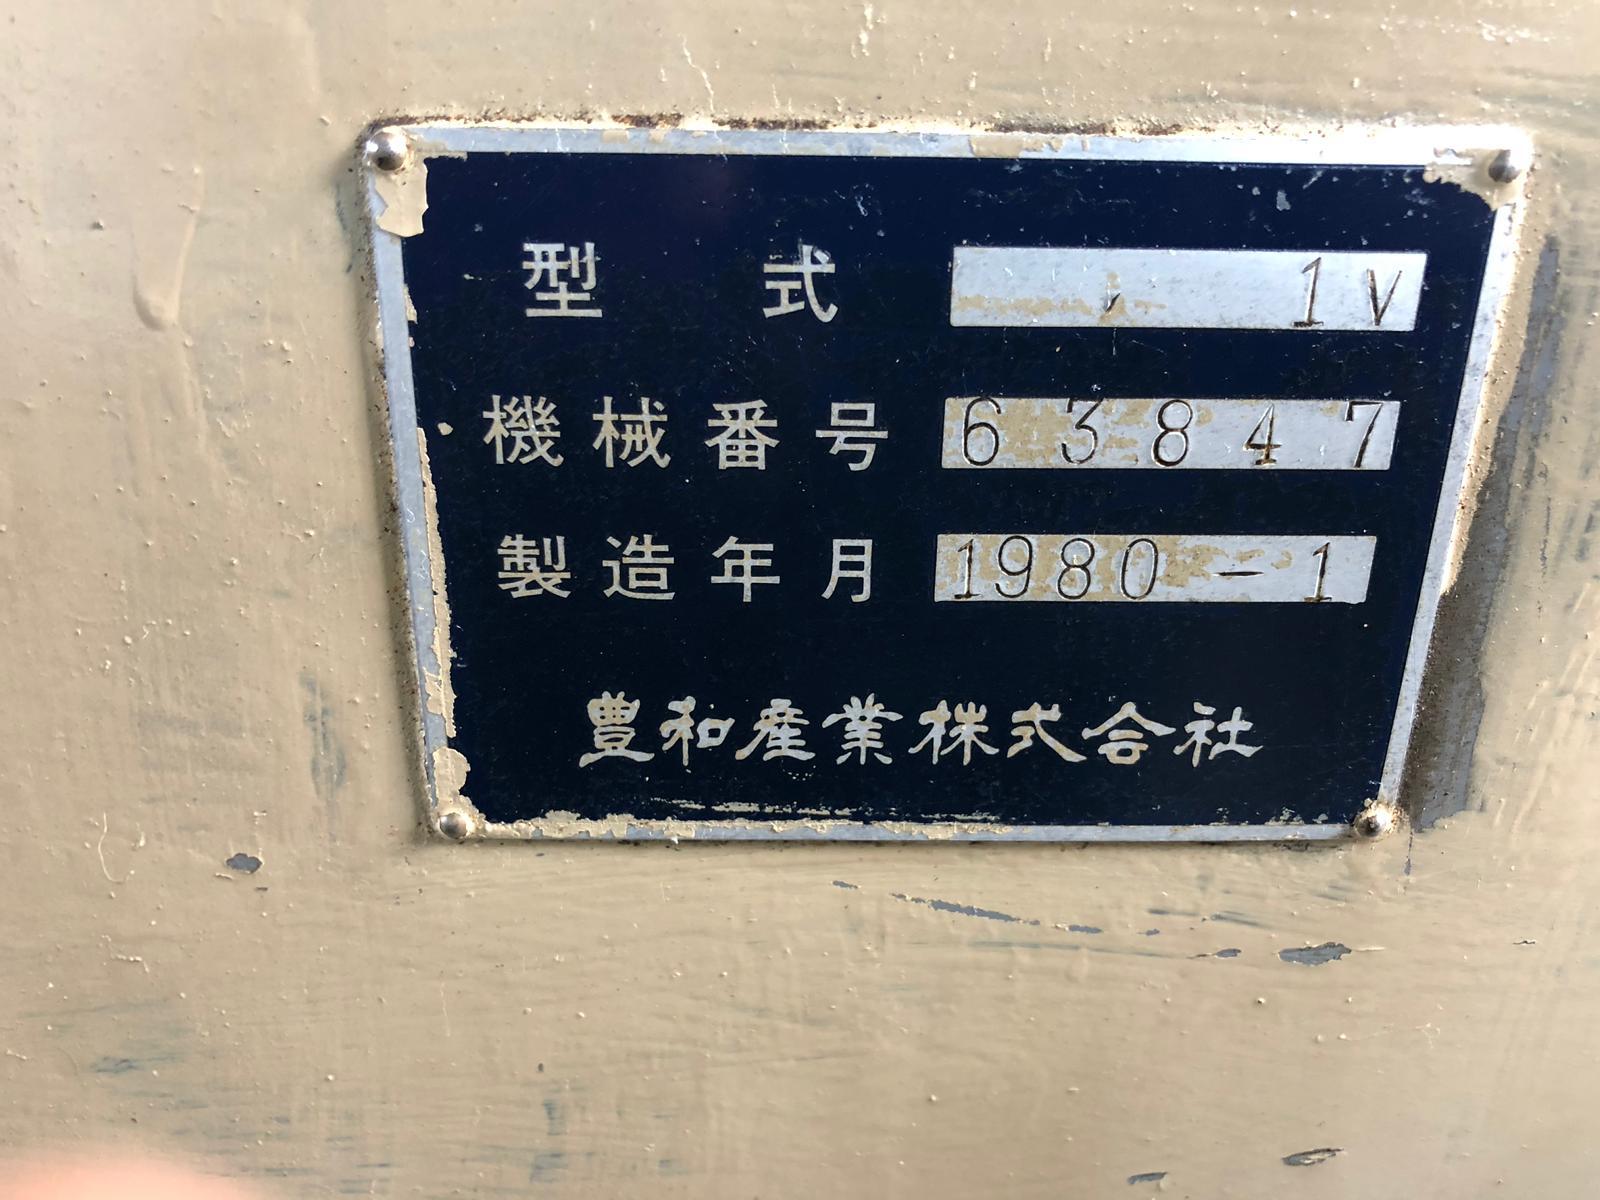 型式 1V
機械番号 63847
製造年月 1980-1
豊和産業株式会社